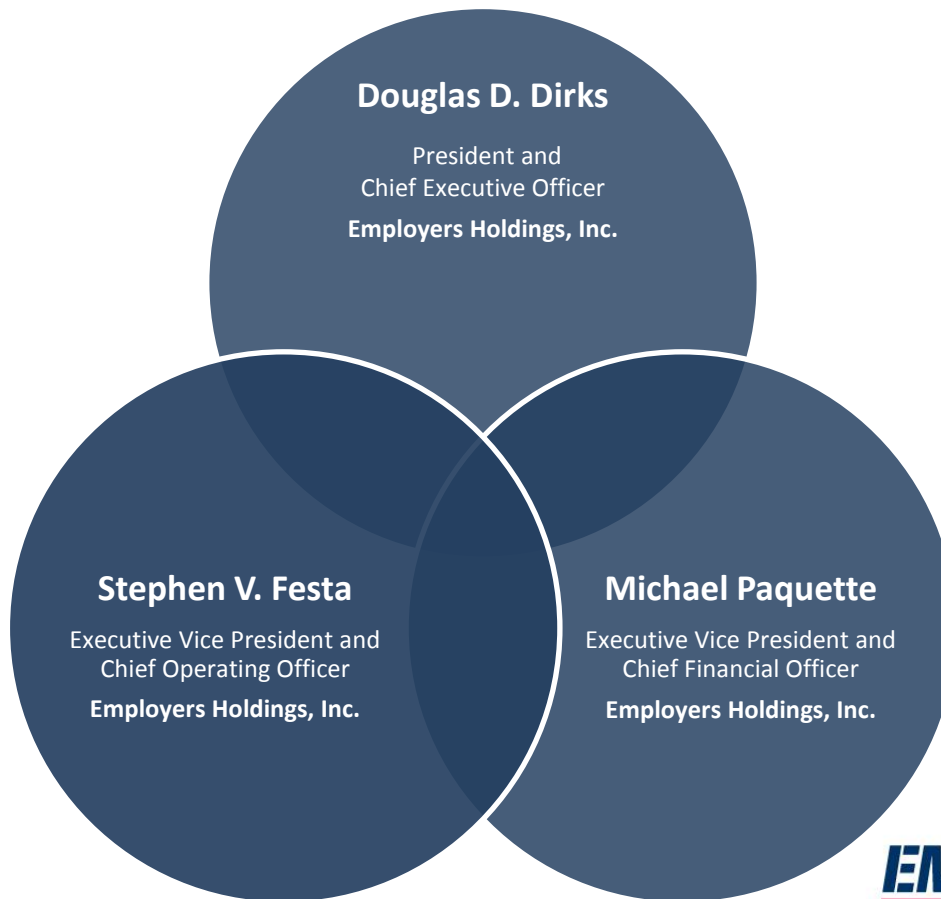 Douglas D. Dirks
President and
Chief Executive Officer
Employers Holdings, Inc.
Stephen V. Festa
Executive Vice President and
Chief Operating Officer
Employers Holdings, Inc.
Michael Paquette
Executive Vice President and
Chief Financial Officer
Employers Holdings, Inc.